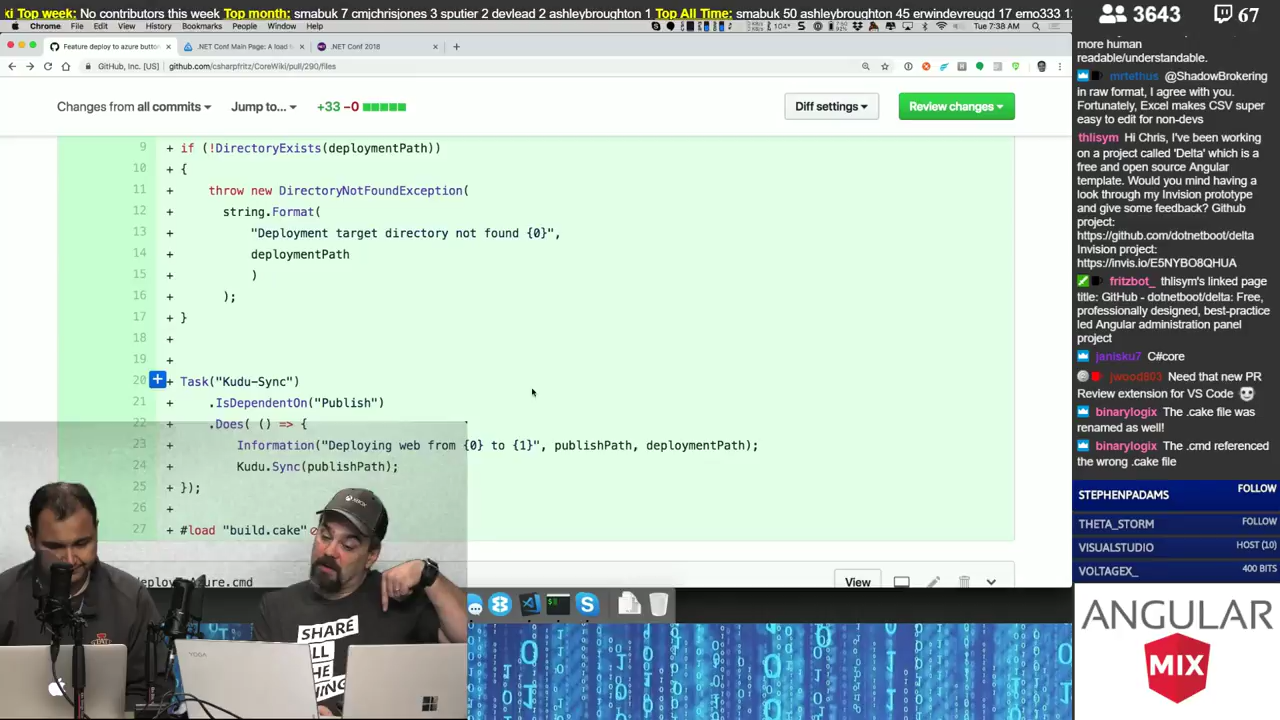 ki Top week: No contributors this week Top month: smabuk 7 cmjchrisjones 3 sputier 2 devlead 2 ashleybroughton 1 Top All Time: smabuk 50 ashleybroughton 45 erwindevreugd 17 emo333 1
3643 67
Chrome File Edit View History Bookmarks People Window Help
104° Tue 7:38 AM
Feature deploy to azure butto
.NET Conf Main Page: A load
.NET Conf 2018
GitHub, Inc. [US] github.com/csharpfritz/CoreWiki/pull/290/files
Changes from all commits Jump to... +33 −0 Diff settings Review changes
9 + if (!DirectoryExists(deploymentPath))
10 + {
11 + throw new DirectoryNotFoundException(
12 + string.Format(
13 + "Deployment target directory not found {0}",
14 + deploymentPath
15 + )
16 + );
17 + }
18 +
19 +
20 + Task("Kudu-Sync")
21 + .IsDependentOn("Publish")
22 + .Does( () => {
23 + Information("Deploying web from {0} to {1}", publishPath, deploymentPath);
24 + Kudu.Sync(publishPath);
25 + });
26 +
27 + #load "build.cake"
View
more human
readable/understandable.
mrtethus @ShadowBrokering
in raw format, I agree with you.
Fortunately, Excel makes CSV super
easy to edit for non-devs
thlisym Hi Chris, I've been working
on a project called 'Delta' which is a
free and open source Angular
template. Would you mind having a
look through my Invision prototype
and give some feedback? Github
project:
https://github.com/dotnetboot/delta
Invision project:
https://invis.io/E5NYBO8QHUA
fritzbot_ thlisym's linked page
title: GitHub - dotnetboot/delta: Free,
professionally designed, best-practice
led Angular administration panel
project
janisku7 C#core
jwood803 Need that new PR
Review extension for VS Code
binarylogix The .cake file was
renamed as well!
binarylogix The .cmd referenced
the wrong .cake file
STEPHENPADAMS FOLLOW
THETA_STORM FOLLOW
VISUALSTUDIO HOST (10)
VOLTAGEX_ 400 BITS
ANGULAR
MIX
XBOX
SHARE
ALL
THE
YOGA